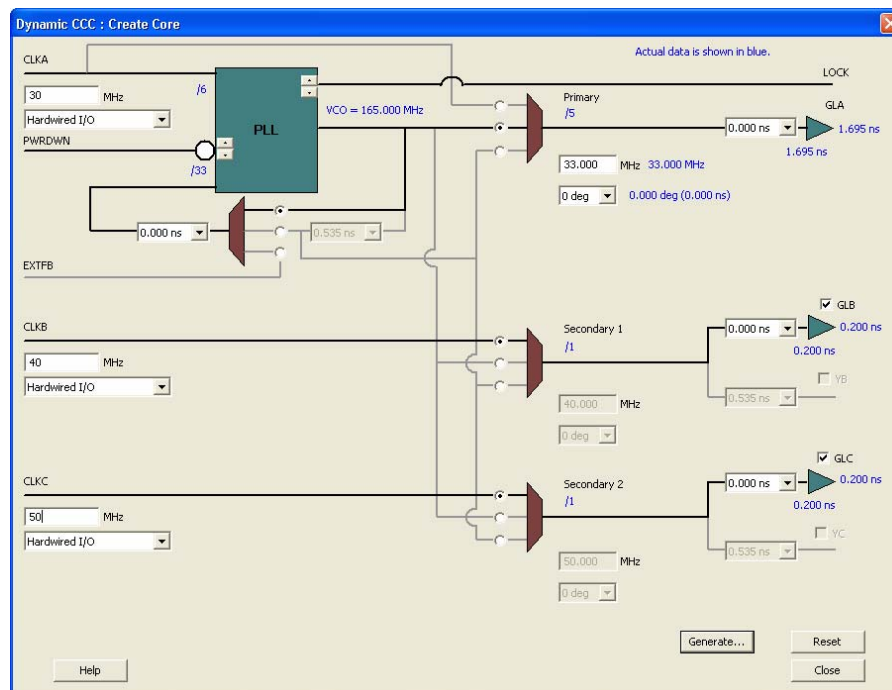 Dynamic CCC : Create Core
Actual data is shown in blue.
CLKA
30 MHz
Hardwired I/O
PWRDWN
/6
/33
PLL
VCO = 165.000 MHz
LOCK
Primary
/5
GLA
0.000 ns
1.695 ns
1.695 ns
33.000 MHz 33.000 MHz
0 deg 0.000 deg (0.000 ns)
0.000 ns
0.535 ns
EXTFB
CLKB
40 MHz
Hardwired I/O
Secondary 1
/1
GLB
0.000 ns
0.200 ns
0.200 ns
YB
0.535 ns
40.000 MHz
0 deg
CLKC
50 MHz
Hardwired I/O
Secondary 2
/1
GLC
0.000 ns
0.200 ns
0.200 ns
YC
0.535 ns
50.000 MHz
0 deg
Generate...
Reset
Help
Close